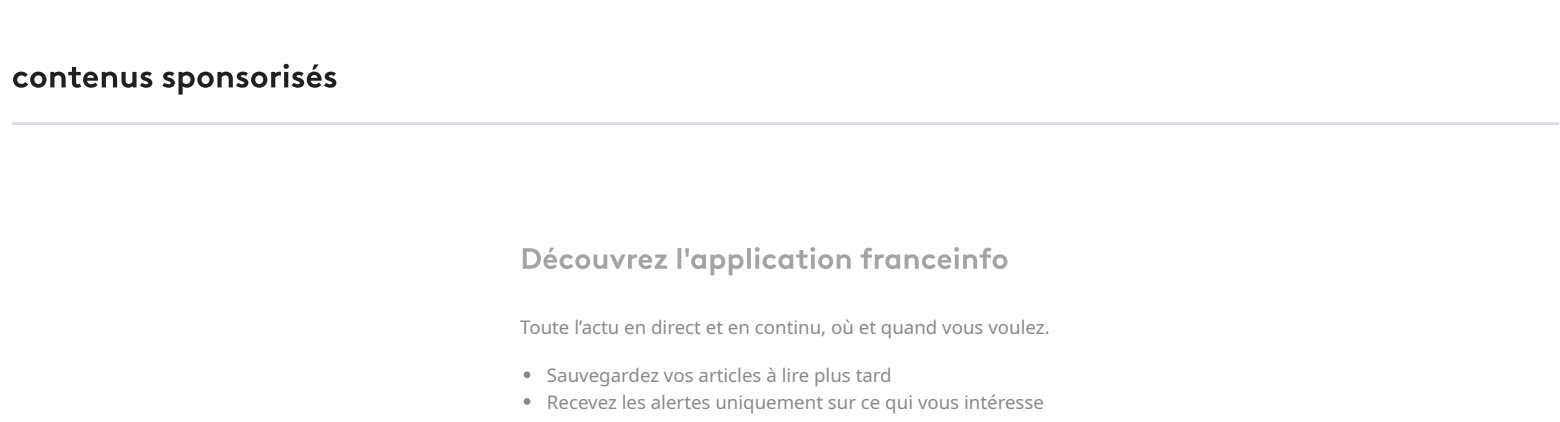 contenus sponsorisés
Découvrez l'application franceinfo
Toute l’actu en direct et en continu, où et quand vous voulez.
• Sauvegardez vos articles à lire plus tard
• Recevez les alertes uniquement sur ce qui vous intéresse